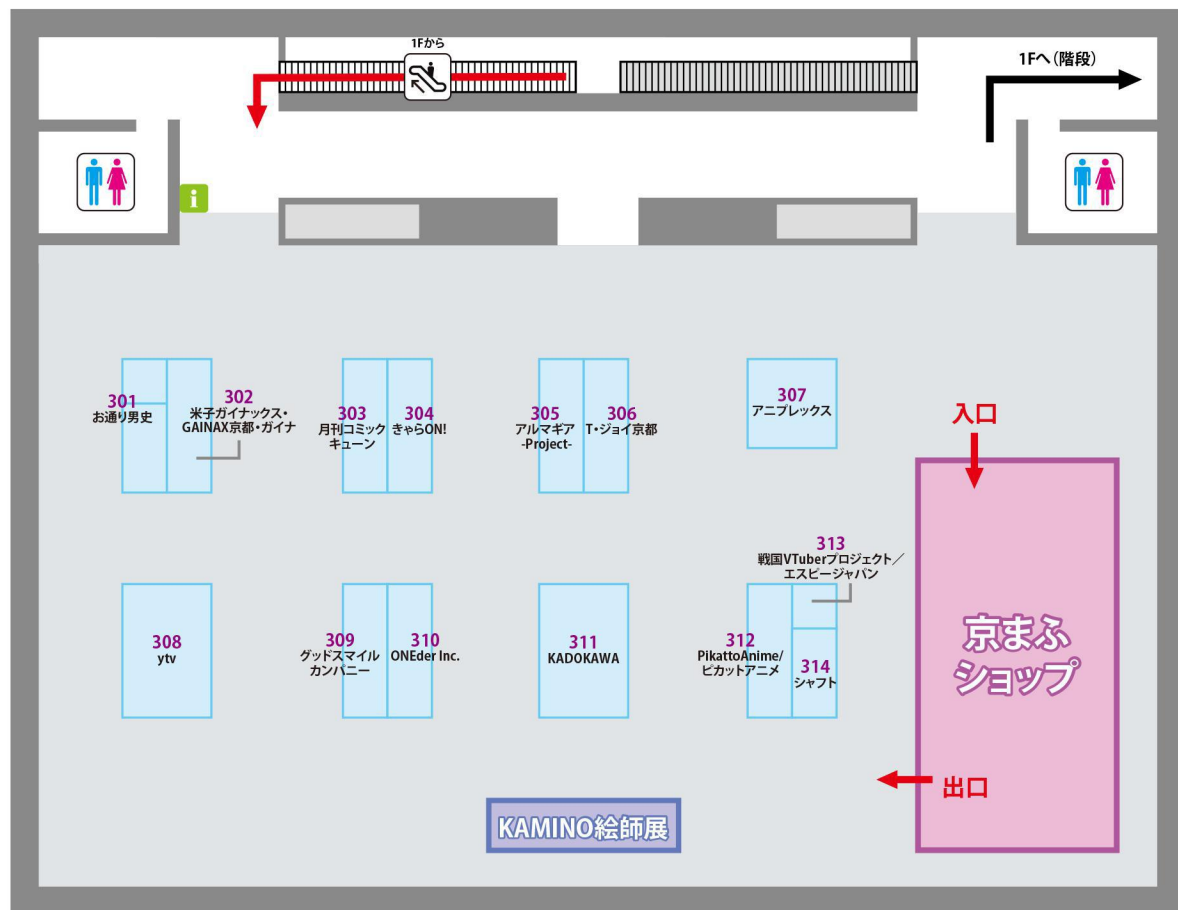 1Fから
1Fへ（階段）
i
301
お通り男史
302
米子ガイナックス・
GAINAX京都・ガイナ
303
月刊コミック
キューン
304
きゃらON!
305
アルマギア
-Project-
306
T・ジョイ京都
307
アニプレックス
入口
308
ytv
309
グッドスマイル
カンパニー
310
ONEder Inc.
311
KADOKAWA
312
PikattoAnime/
ピカットアニメ
313
戦国VTuberプロジェクト／
エスピージャパン
314
シャフト
京まふ
ショップ
出口
KAMINO絵師展